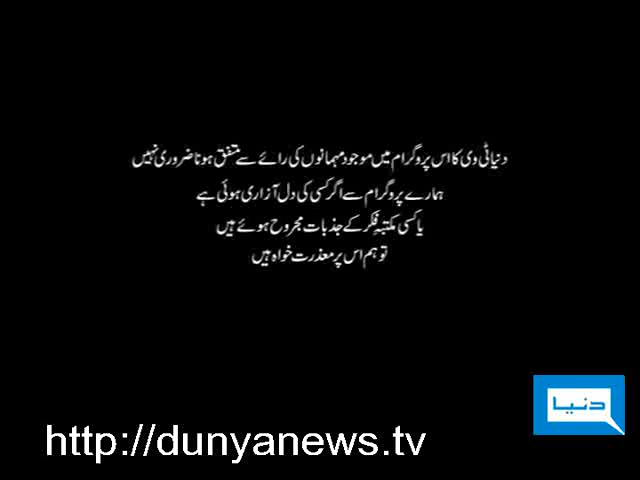 دنیا ٹی وی کا اس پروگرام میں موجود مہمانوں کی رائے سے متفق ہونا ضروری نہیں
ہمارے پروگرام سے اگر کسی کی دل آزاری ہوئی ہے
یا کسی مکتبہِ فکر کے جذبات مجروح ہوئے ہیں
تو ہم اس پر معذرت خواہ ہیں
دنیا
http://dunyanews.tv